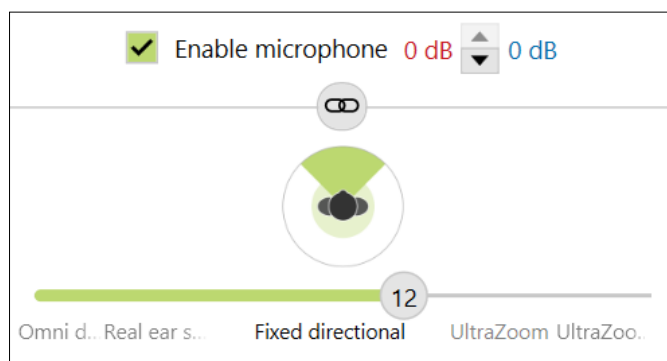 Enable microphone 0 dB 0 dB
12
Omni d.. Real ear s... Fixed directional UltraZoom UltraZoo..